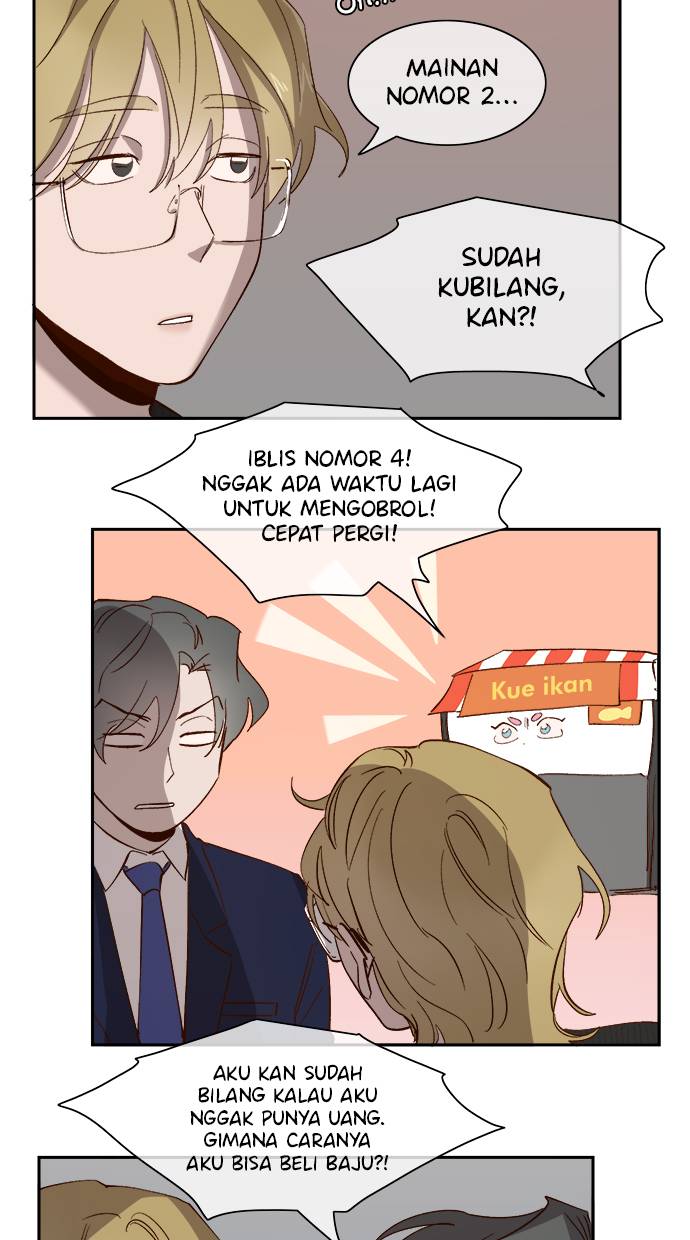 MAINAN
NOMOR 2...
SUDAH
KUBILANG,
KAN?!
IBLIS NOMOR 4!
NGGAK ADA WAKTU LAGI
UNTUK MENGOBROL!
CEPAT PERGI!
Kue ikan
AKU KAN SUDAH
BILANG KALAU AKU
NGGAK PUNYA UANG.
GIMANA CARANYA
AKU BISA BELI BAJU?!